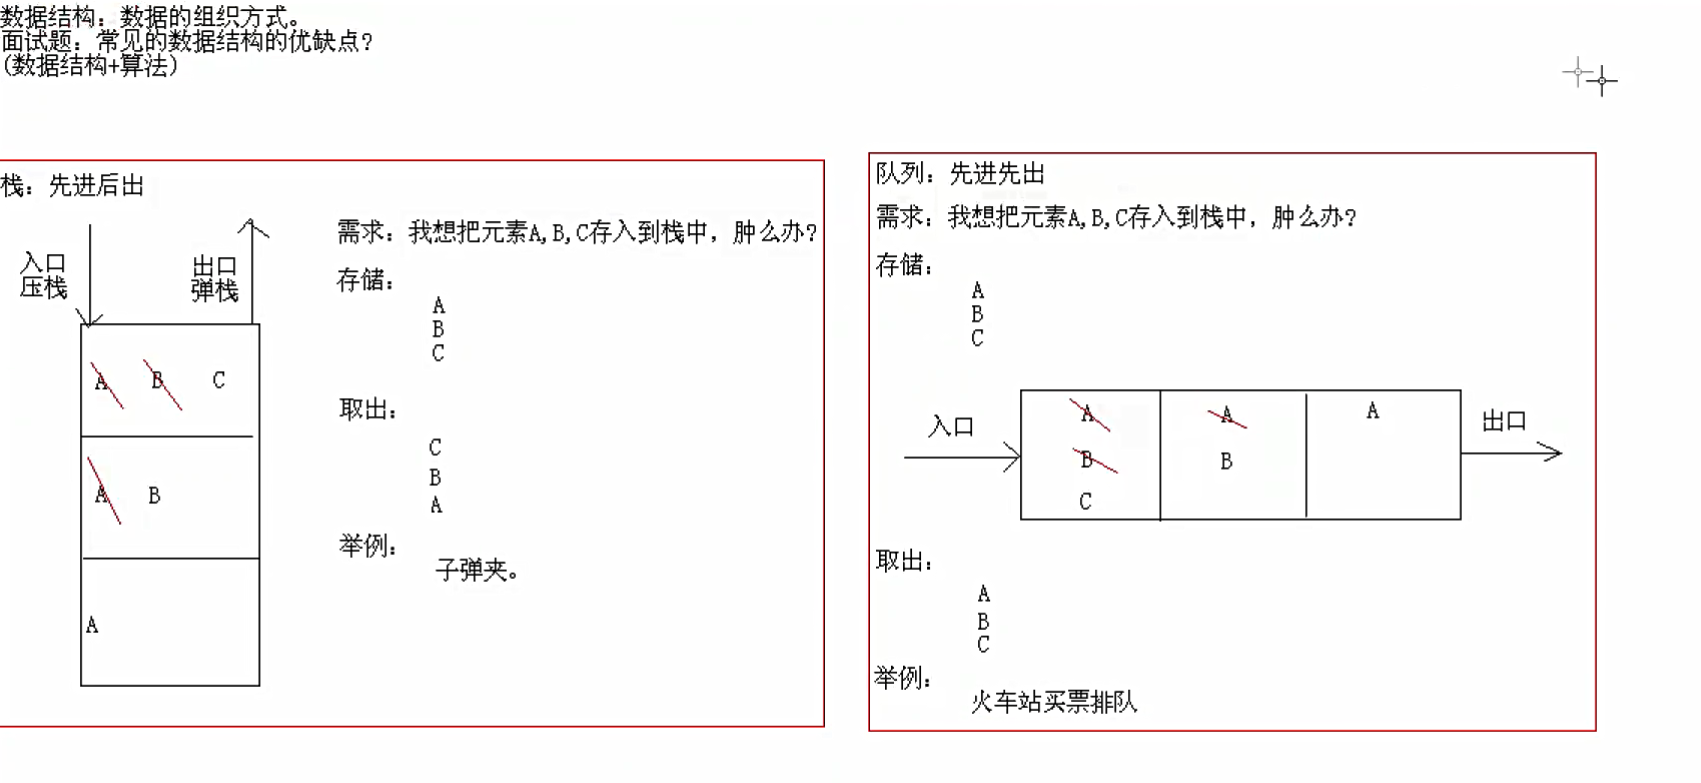 数据结构：数据的组织方式。
面试题：常见的数据结构的优缺点?
(数据结构+算法)
栈：先进后出
入口
压栈
出口
弹栈
A B C
A B
A
需求：我想把元素A,B,C存入到栈中，肿么办?
存储：
A
B
C
取出：
C
B
A
举例：
子弹夹。
队列：先进先出
需求：我想把元素A,B,C存入到栈中，肿么办?
存储：
A
B
C
入口
A A A
B B
C
出口
取出：
A
B
C
举例：
火车站买票排队